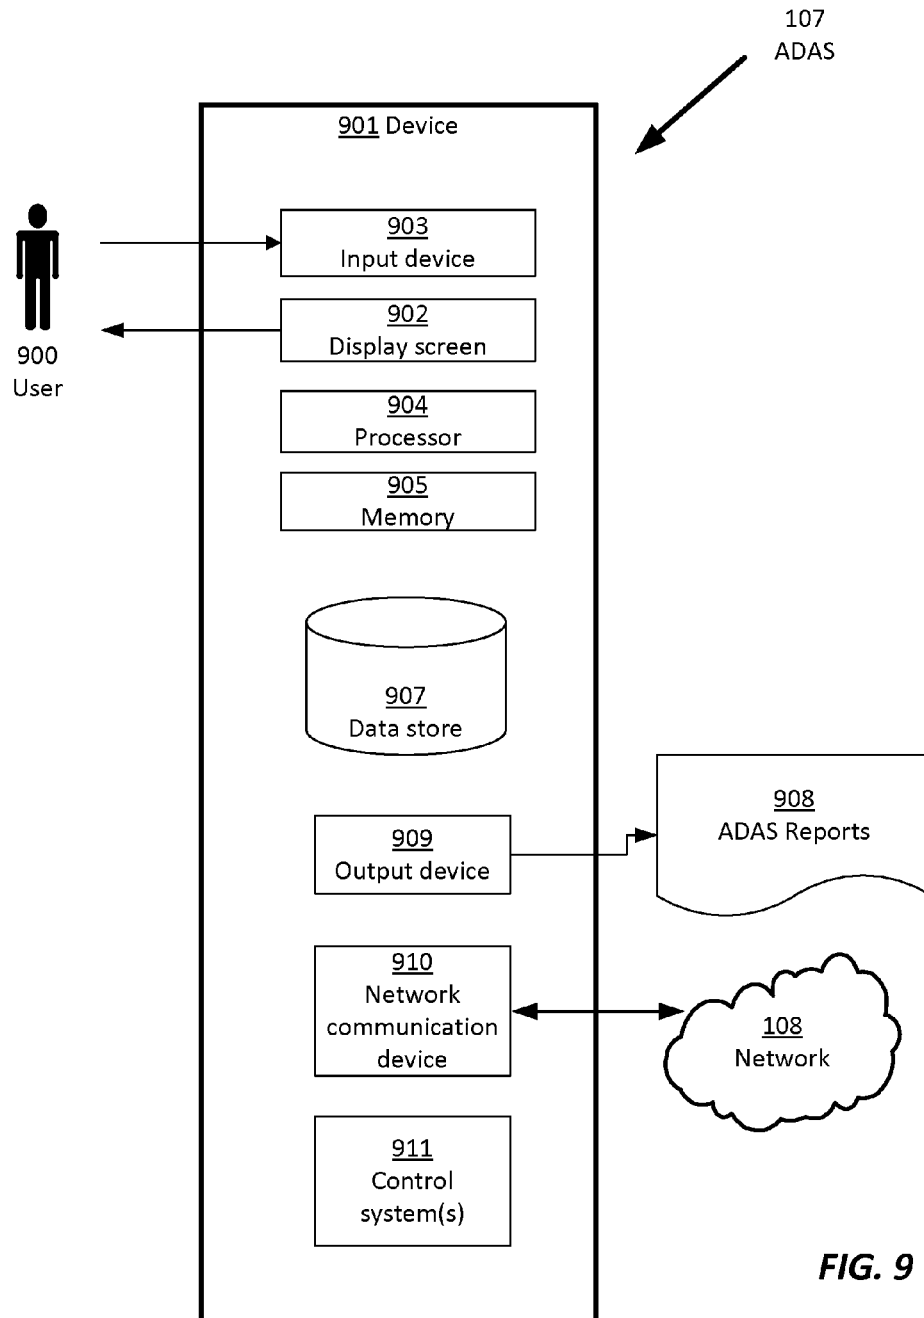 107
ADAS
901 Device
903
Input device
902
Display screen
900
User
904
Processor
905
Memory
907
Data store
908
ADAS Reports
909
Output device
910
Network
communication
device
108
Network
911
Control
system(s)
FIG. 9